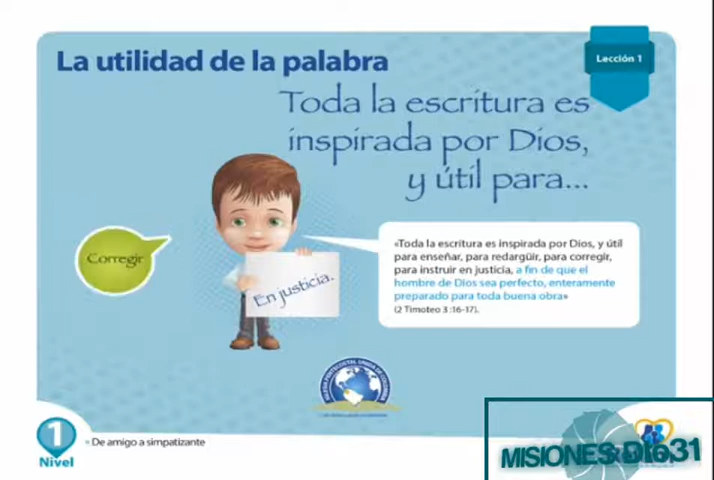 La utilidad de la palabra
Lección 1
Toda la escritura es
inspirada por Dios,
y útil para...
Corregir
En justicia.
«Toda la escritura es inspirada por Dios, y útil
para enseñar, para redargüir, para corregir,
para instruir en justicia, a fin de que el
hombre de Dios sea perfecto, enteramente
preparado para toda buena obra»
(2 Timoteo 3:16-17).
1
Nivel
De amigo a simpatizante
MISIONES D16.31